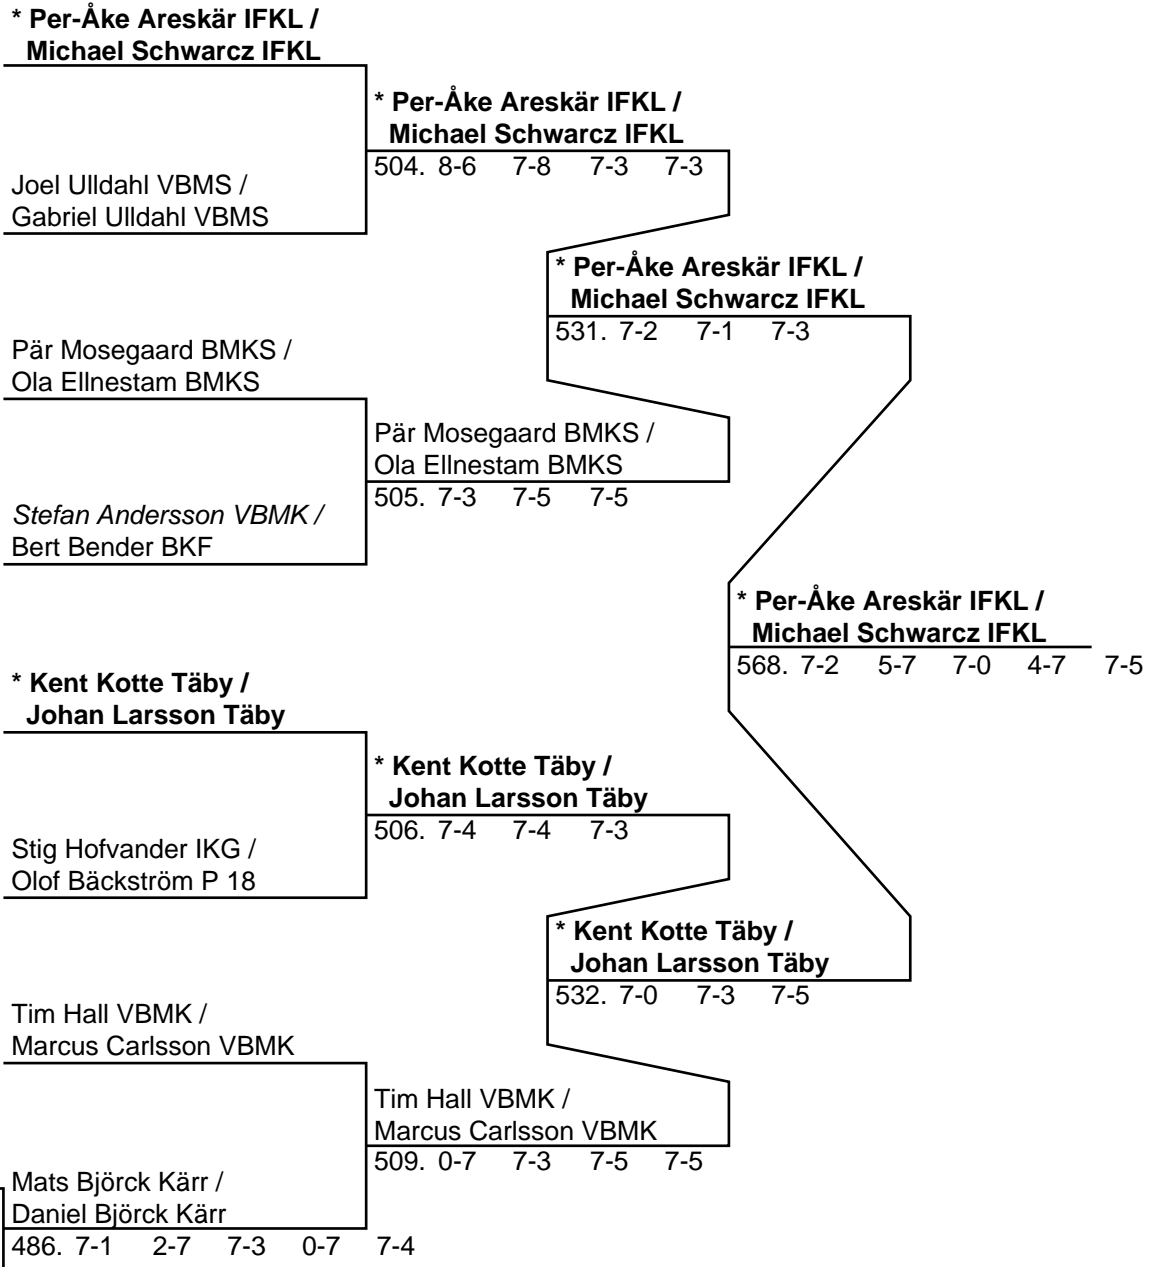 * Per-Åke Areskär IFKL /
Michael Schwarcz IFKL
* Per-Åke Areskär IFKL /
Michael Schwarcz IFKL
504. 8-6 7-8 7-3 7-3
Joel Ulldahl VBMS /
Gabriel Ulldahl VBMS
* Per-Åke Areskär IFKL /
Michael Schwarcz IFKL
531. 7-2 7-1 7-3
Pär Mosegaard BMKS /
Ola Ellnestam BMKS
Pär Mosegaard BMKS /
Ola Ellnestam BMKS
505. 7-3 7-5 7-5
Stefan Andersson VBMK /
Bert Bender BKF
* Per-Åke Areskär IFKL /
Michael Schwarcz IFKL
568. 7-2 5-7 7-0 4-7 7-5
* Kent Kotte Täby /
Johan Larsson Täby
* Kent Kotte Täby /
Johan Larsson Täby
506. 7-4 7-4 7-3
Stig Hofvander IKG /
Olof Bäckström P 18
* Kent Kotte Täby /
Johan Larsson Täby
532. 7-0 7-3 7-5
Tim Hall VBMK /
Marcus Carlsson VBMK
Tim Hall VBMK /
Marcus Carlsson VBMK
509. 0-7 7-3 7-5 7-5
Mats Björck Kärr /
Daniel Björck Kärr
486. 7-1 2-7 7-3 0-7 7-4